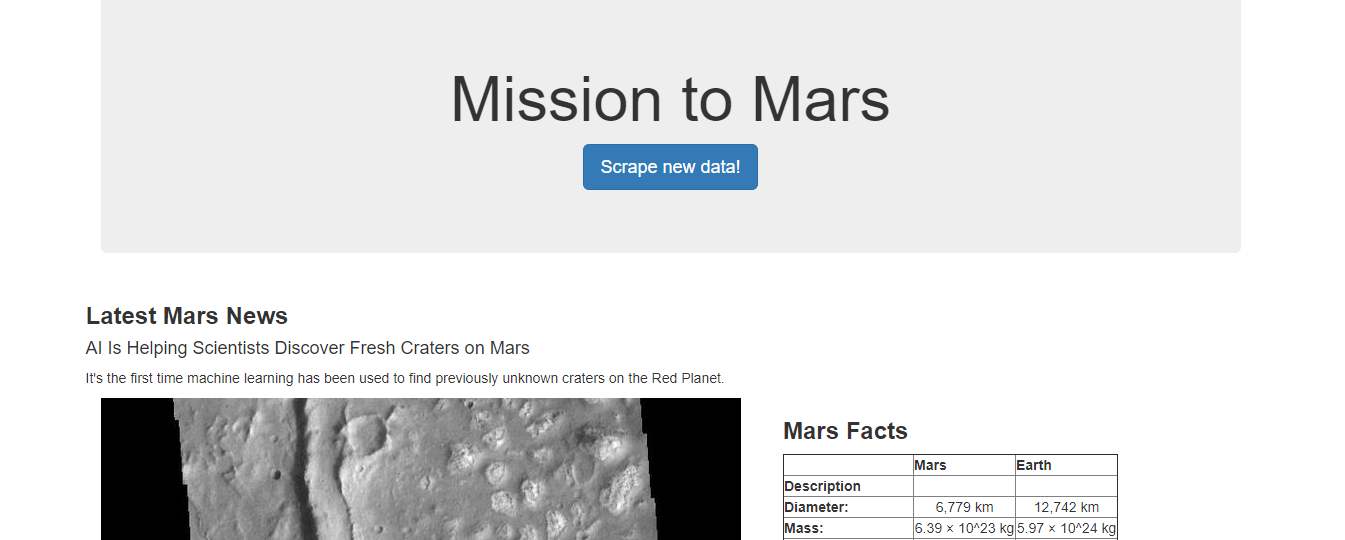 Mission to Mars
Scrape new data!
Latest Mars News
AI Is Helping Scientists Discover Fresh Craters on Mars
It's the first time machine learning has been used to find previously unknown craters on the Red Planet.
Mars Facts
Mars Earth
Description
Diameter: 6,779 km 12,742 km
Mass: 6.39 × 10^23 kg 5.97 × 10^24 kg